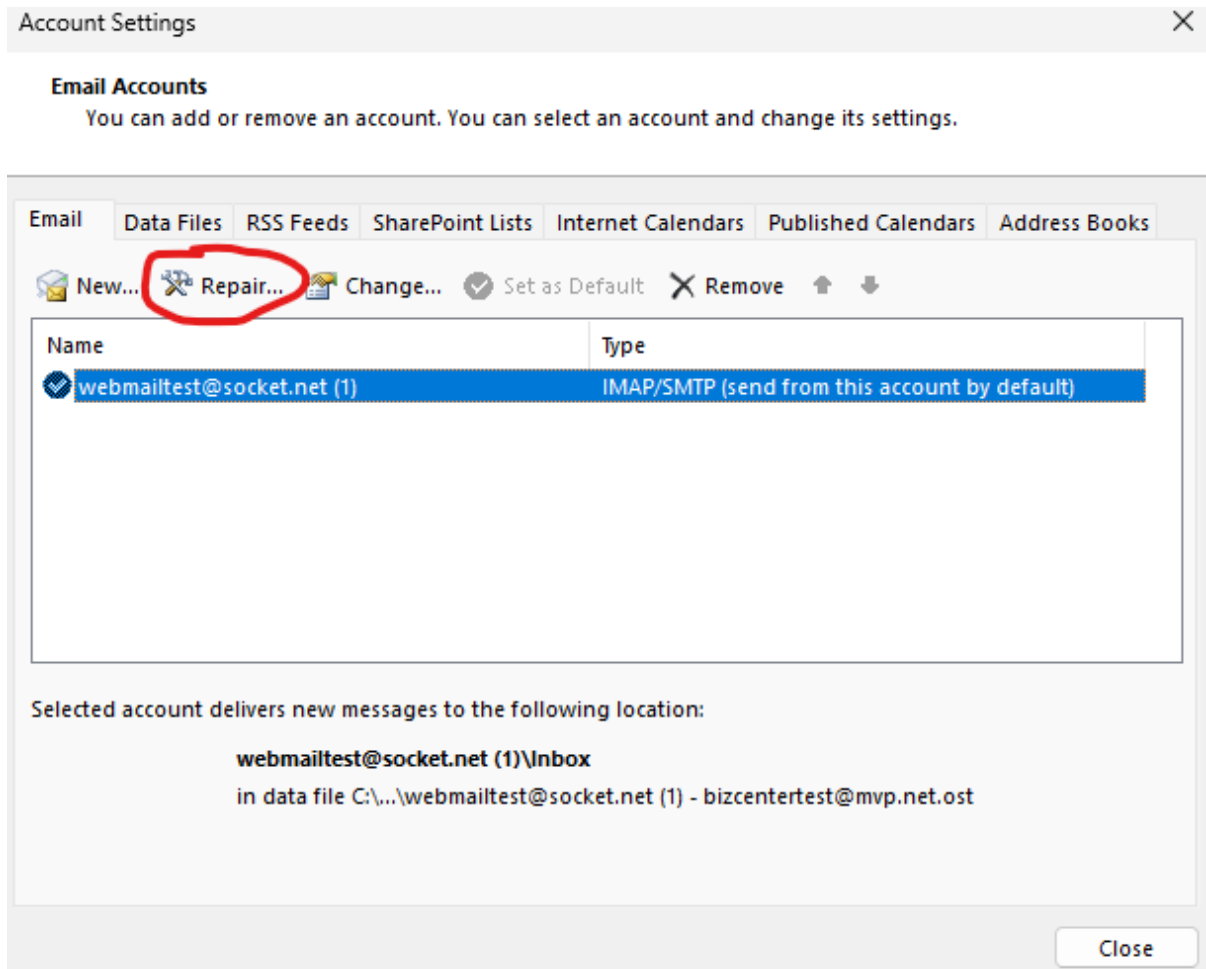 Account Settings
Email Accounts
You can add or remove an account. You can select an account and change its settings.
Email Data Files RSS Feeds SharePoint Lists Internet Calendars Published Calendars Address Books
New... Repair... Change... Set as Default Remove
Name Type
webmailtest@socket.net (1) IMAP/SMTP (send from this account by default)
Selected account delivers new messages to the following location:
webmailtest@socket.net (1)\Inbox
in data file C:\...\webmailtest@socket.net (1) - bizcentertest@mvp.net.ost
Close